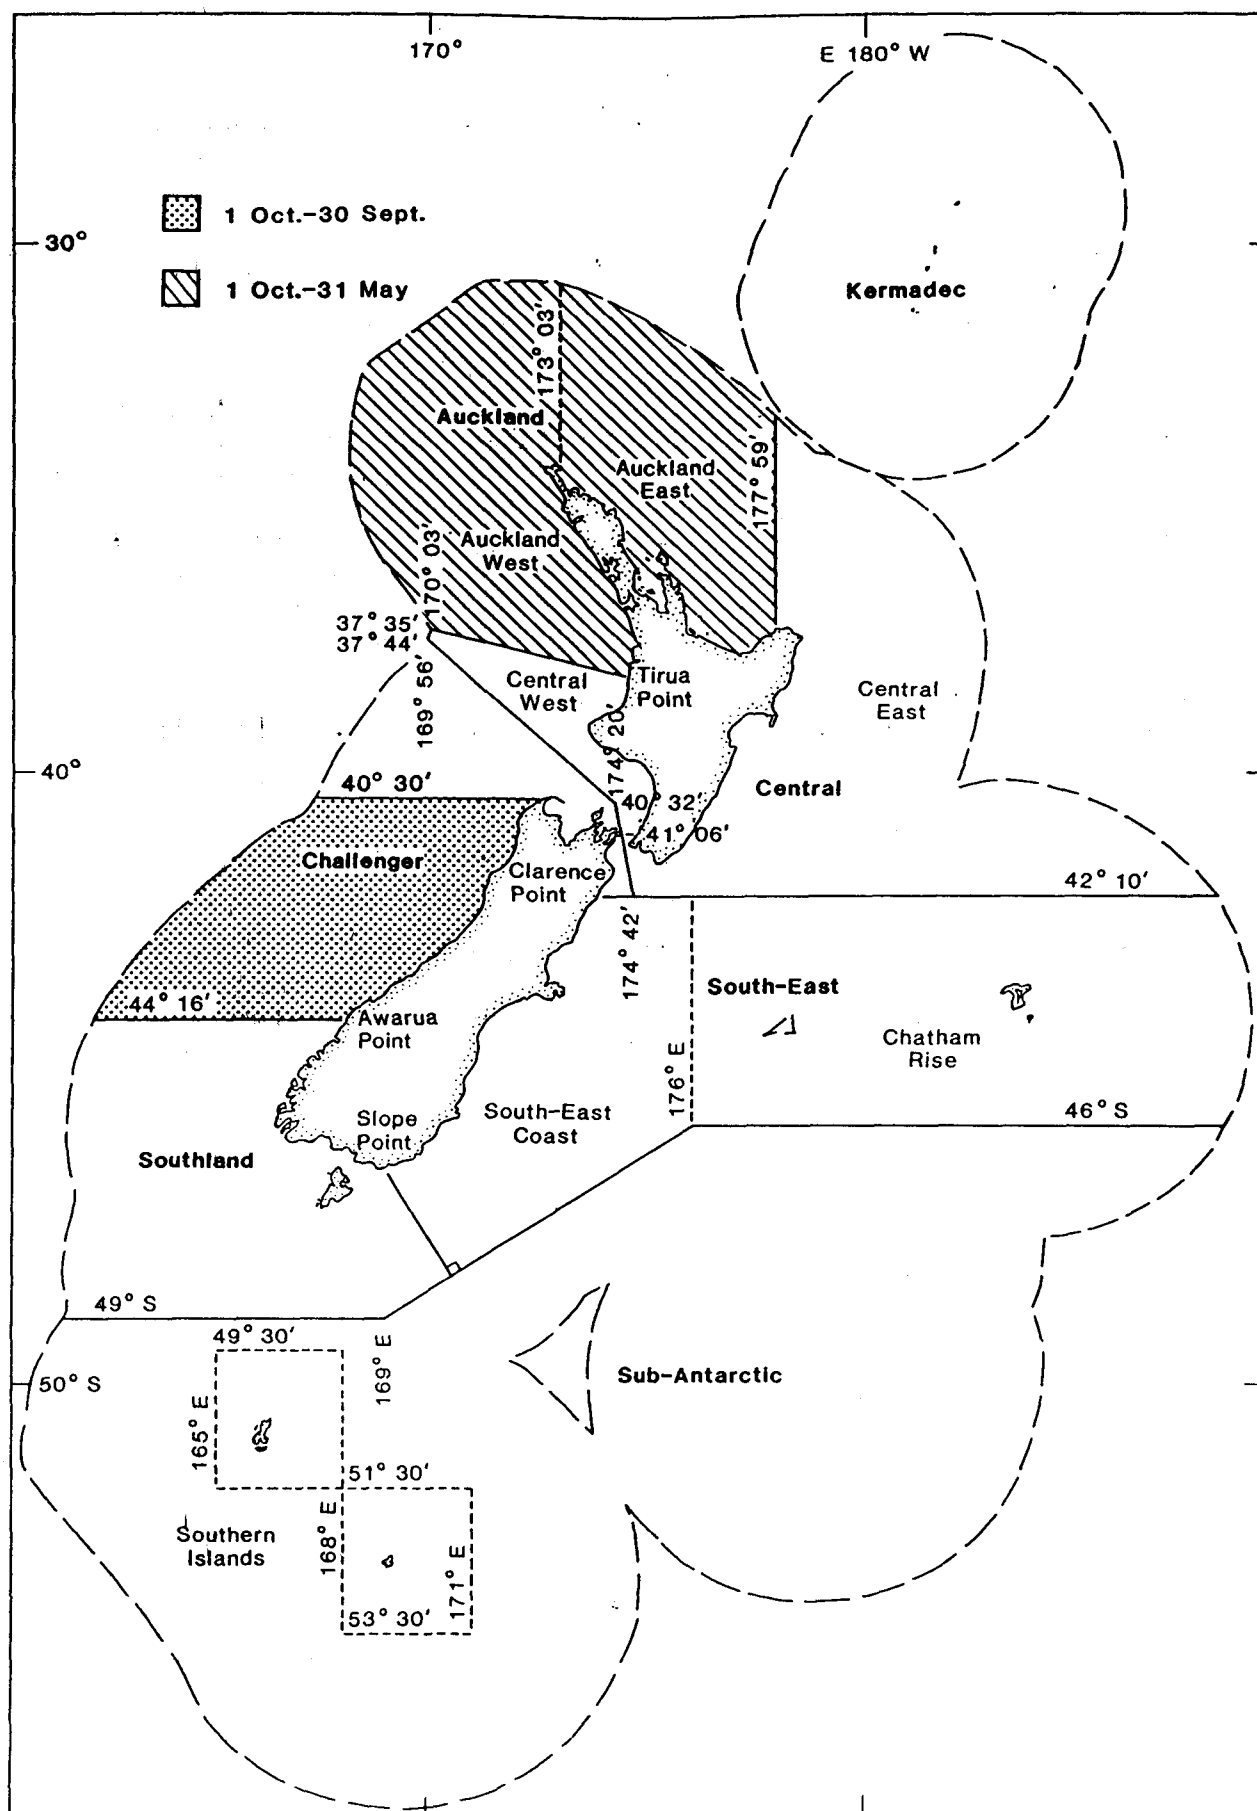 170°
E 180° W
1 Oct.-30 Sept.
30°
1 Oct.-31 May
Kermadec
173° 03'
Auckland
Auckland
East
177° 59'
Auckland
West
170° 03'
37° 35'
37° 44'
Tirua
Point
Central
West
169° 56'
Central
East
174° 20'
40°
40° 30'
40° 32'
Central
41° 06'
Challenger
Clarence
Point
42° 10'
174° 42'
South-East
44° 16'
Awarua
Point
Chatham
Rise
176° E
South-East
Coast
46° S
Slope
Point
Southland
49° S
49° 30'
169° E
50° S
Sub-Antarctic
165° E
51° 30'
Southern
Islands
168° E
171° E
53° 30'